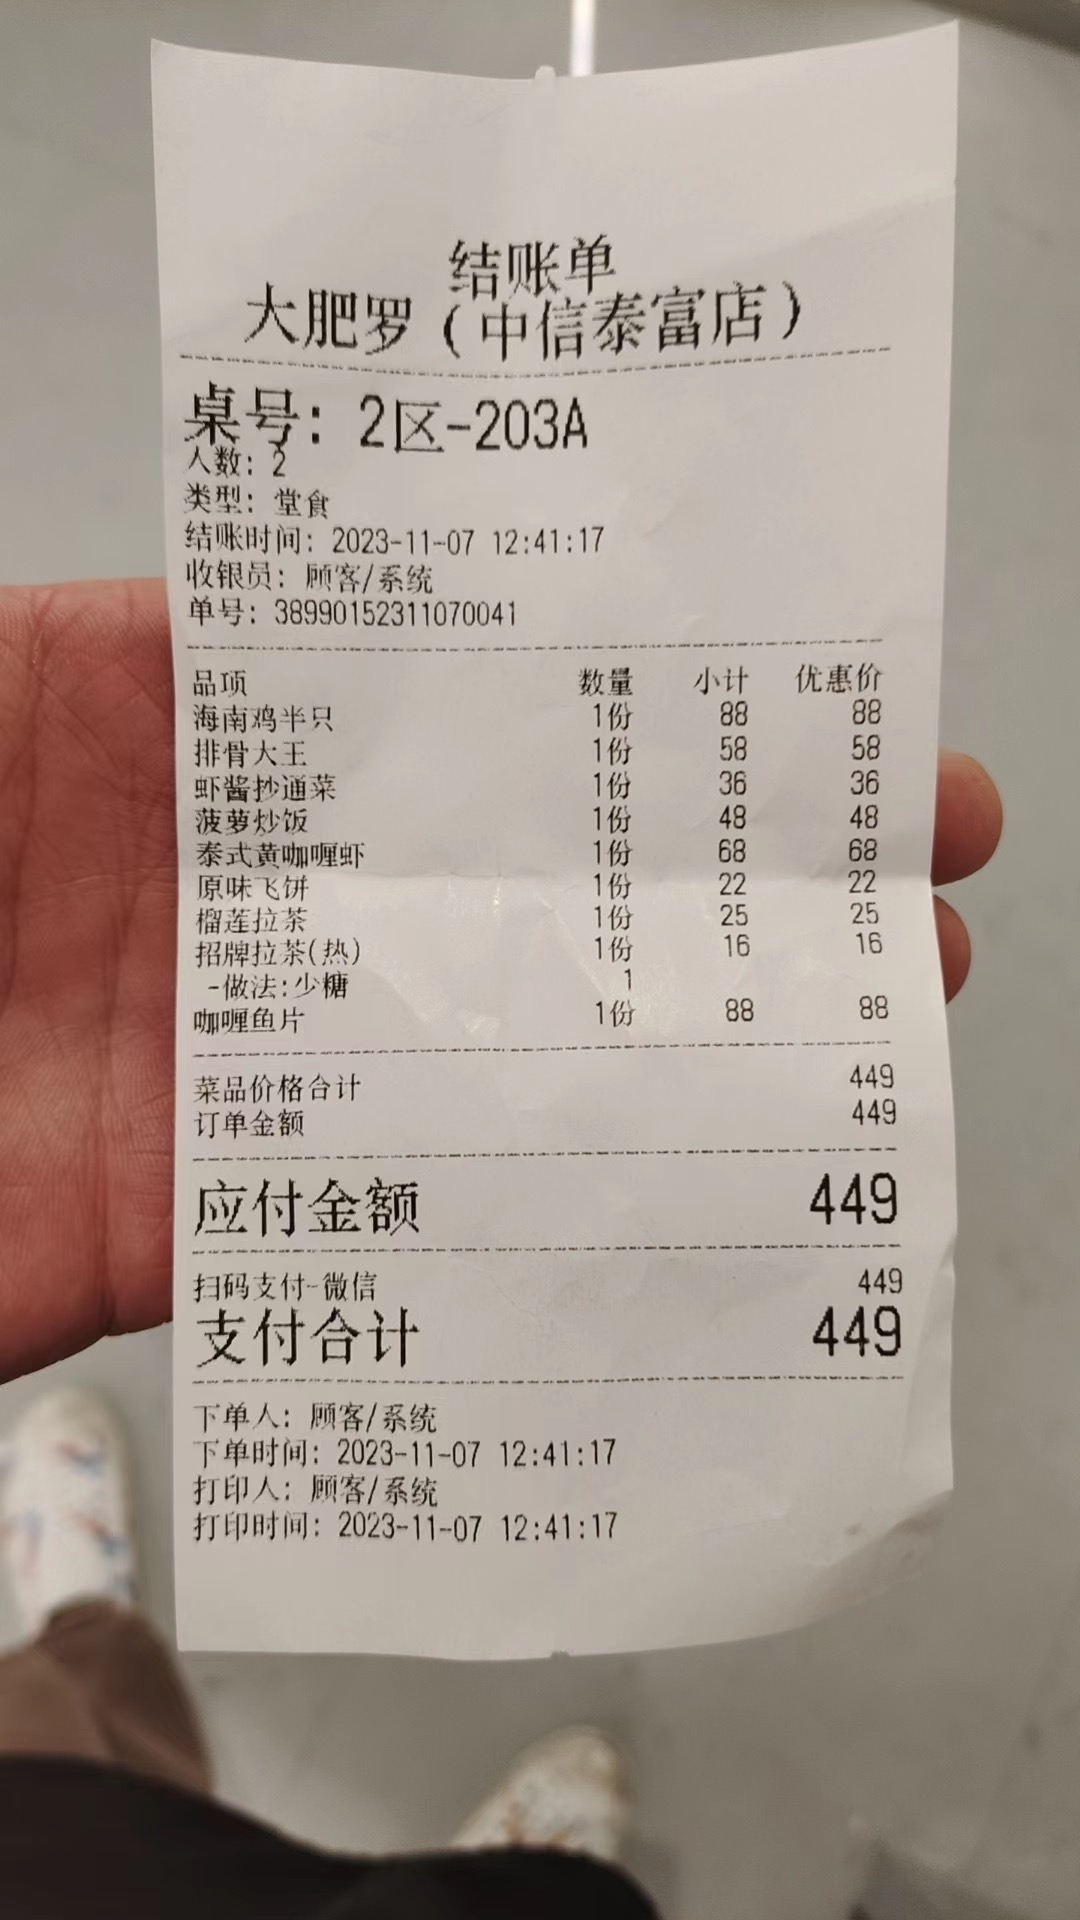 结账单
大肥罗（中信泰富店）
桌号: 2区-203A
人数: 2
类型: 堂食
结账时间: 2023-11-07 12:41:17
收银员: 顾客/系统
单号: 38990152311070041
品项 数量 小计 优惠价
海南鸡半只 1份 88 88
排骨大王 1份 58 58
虾酱抄通菜 1份 36 36
菠萝炒饭 1份 48 48
泰式黄咖喱虾 1份 68 68
原味飞饼 1份 22 22
榴莲拉茶 1份 25 25
招牌拉茶(热) 1份 16 16
-做法:少糖 1
咖喱鱼片 1份 88 88
菜品价格合计 449
订单金额 449
应付金额 449
扫码支付-微信 449
支付合计 449
下单人: 顾客/系统
下单时间: 2023-11-07 12:41:17
打印人: 顾客/系统
打印时间: 2023-11-07 12:41:17